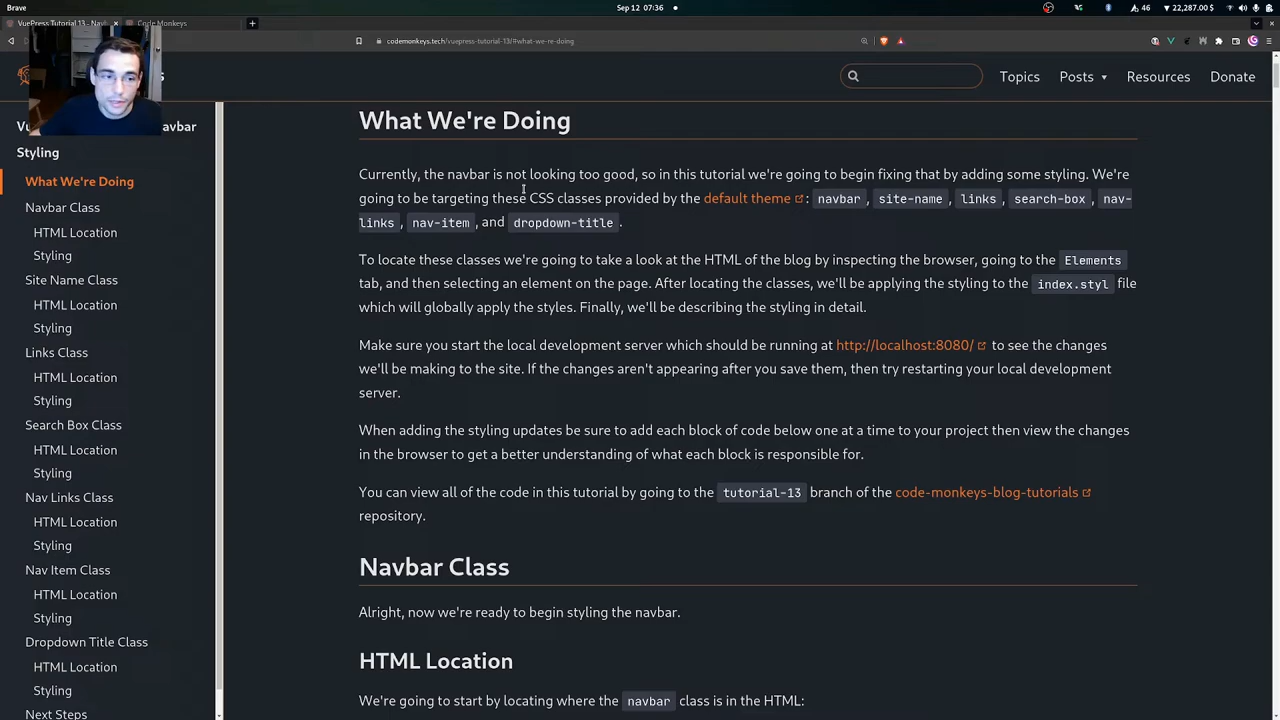 Brave
Sep 12 07:36
46
22,287.00 $
VuePress Tutorial 13 - Nav
Code Monkeys
codemonkeys.tech/vuepress-tutorial-13/#what-we-re-doing
s
Topics
Posts
Resources
Donate
Vu
avbar
Styling
What We're Doing
Navbar Class
HTML Location
Styling
Site Name Class
HTML Location
Styling
Links Class
HTML Location
Styling
Search Box Class
HTML Location
Styling
Nav Links Class
HTML Location
Styling
Nav Item Class
HTML Location
Styling
Dropdown Title Class
HTML Location
Styling
Next Steps
What We're Doing
Currently, the navbar is not looking too good, so in this tutorial we're going to begin fixing that by adding some styling. We're
going to be targeting these CSS classes provided by the default theme : navbar , site-name , links , search-box , nav-
links , nav-item , and dropdown-title .
To locate these classes we're going to take a look at the HTML of the blog by inspecting the browser, going to the Elements
tab, and then selecting an element on the page. After locating the classes, we'll be applying the styling to the index.styl file
which will globally apply the styles. Finally, we'll be describing the styling in detail.
Make sure you start the local development server which should be running at http://localhost:8080/ to see the changes
we'll be making to the site. If the changes aren't appearing after you save them, then try restarting your local development
server.
When adding the styling updates be sure to add each block of code below one at a time to your project then view the changes
in the browser to get a better understanding of what each block is responsible for.
You can view all of the code in this tutorial by going to the tutorial-13 branch of the code-monkeys-blog-tutorials
repository.
Navbar Class
Alright, now we're ready to begin styling the navbar.
HTML Location
We're going to start by locating where the navbar class is in the HTML: